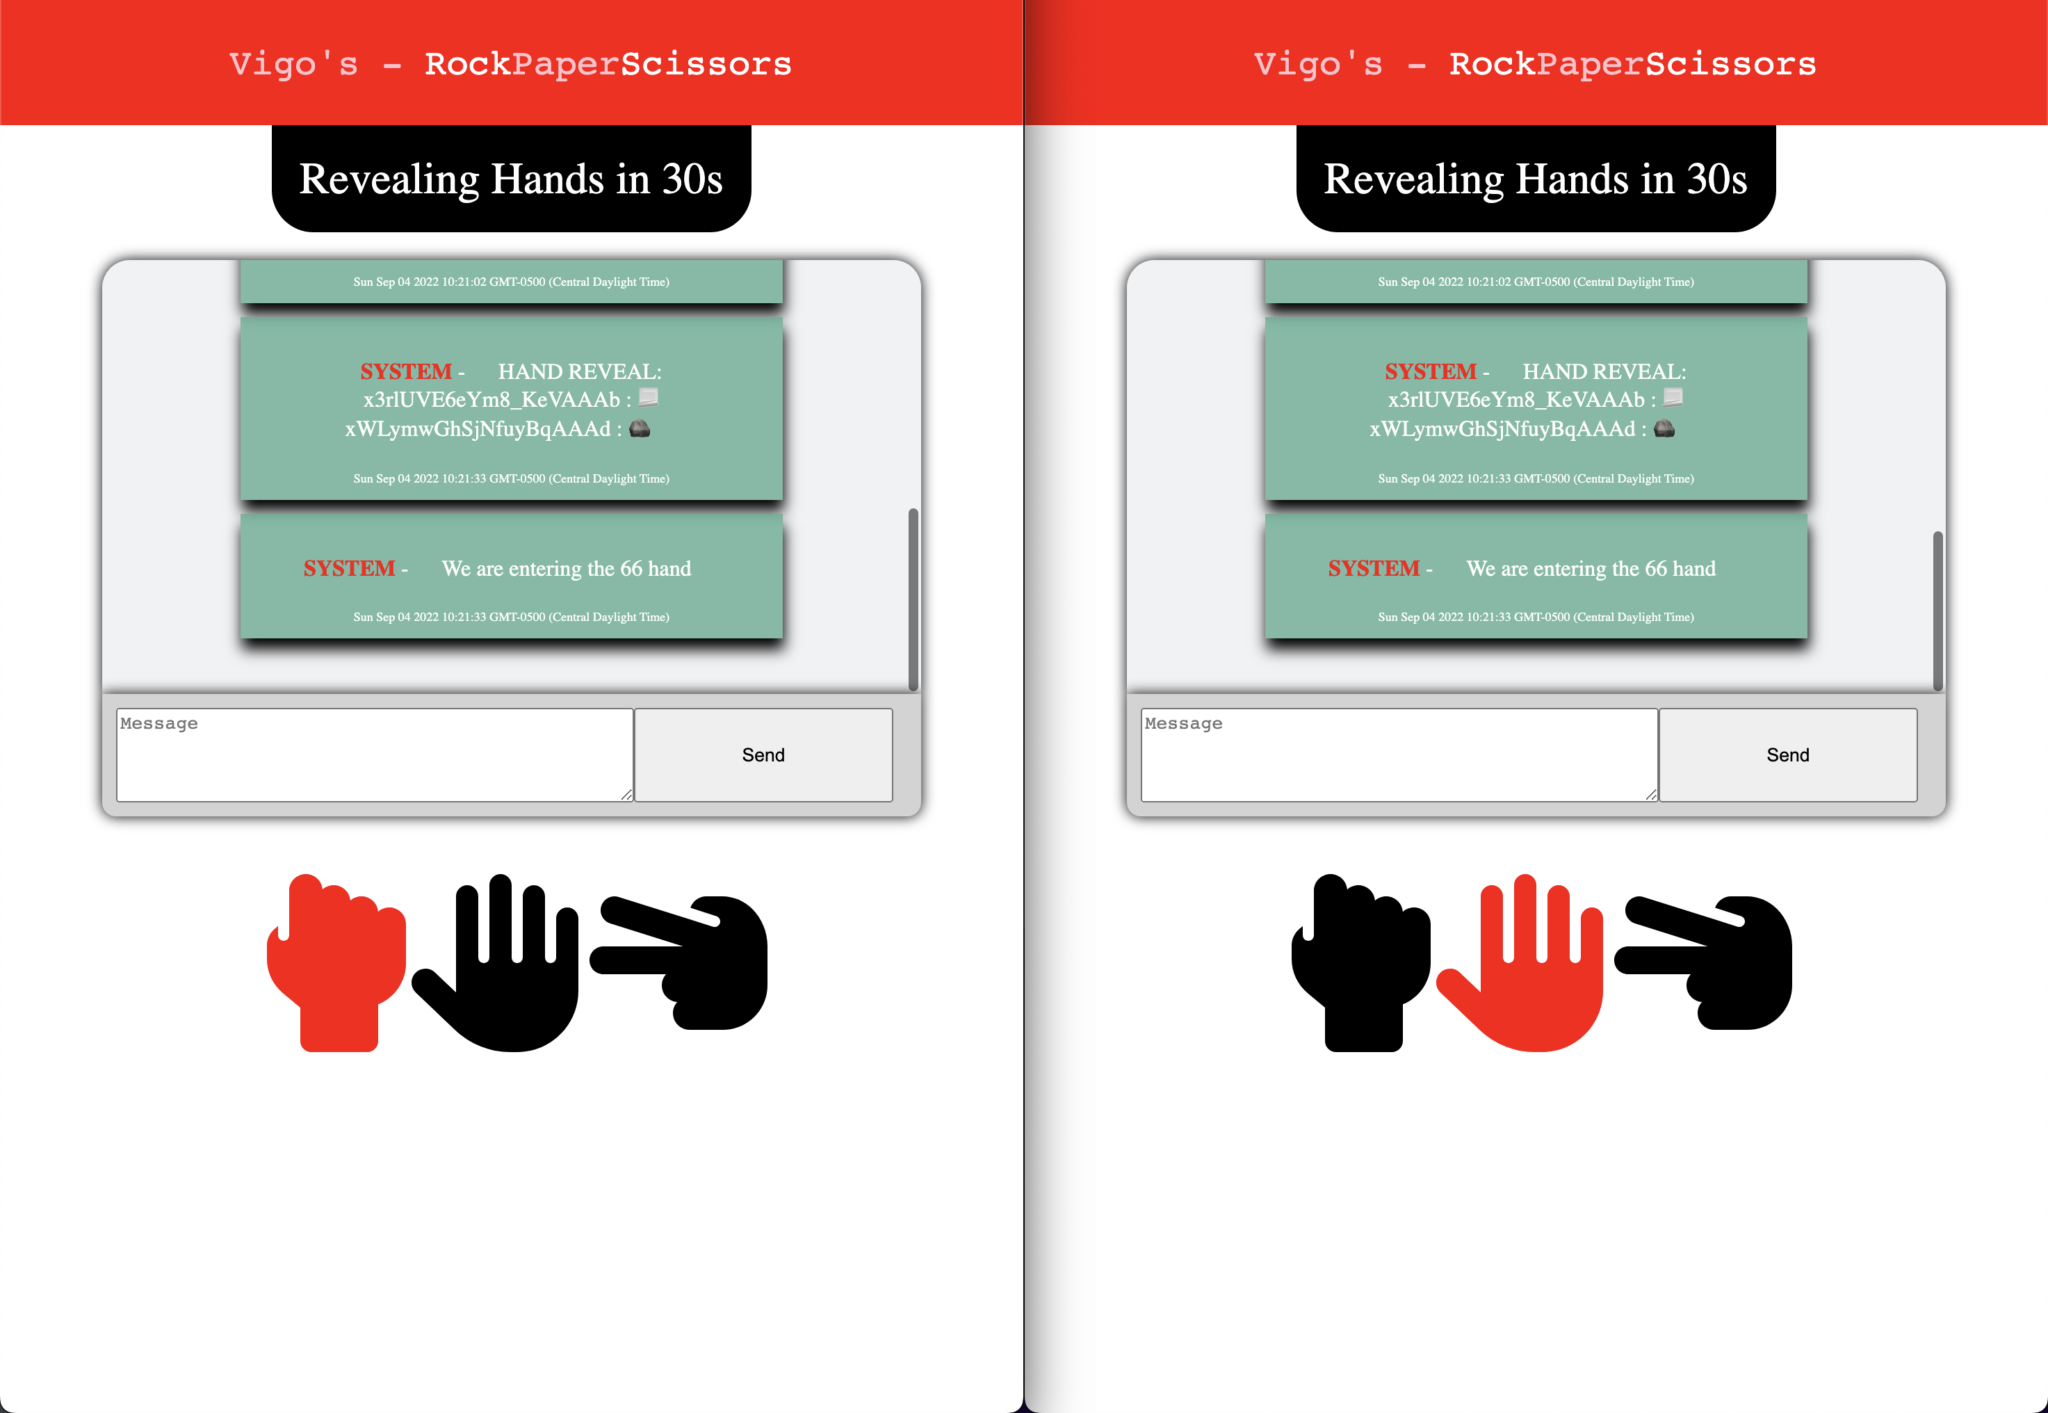 Vigo's - RockPaperScissors
Revealing Hands in 30s
Sun Sep 04 2022 10:21:02 GMT-0500 (Central Daylight Time)
SYSTEM - HAND REVEAL:
x3rlUVE6eYm8_KeVAAAb :
xWLymwGhSjNfuyBqAAAd :
Sun Sep 04 2022 10:21:33 GMT-0500 (Central Daylight Time)
SYSTEM - We are entering the 66 hand
Sun Sep 04 2022 10:21:33 GMT-0500 (Central Daylight Time)
Message
Send
Vigo's - RockPaperScissors
Revealing Hands in 30s
Sun Sep 04 2022 10:21:02 GMT-0500 (Central Daylight Time)
SYSTEM - HAND REVEAL:
x3rlUVE6eYm8_KeVAAAb :
xWLymwGhSjNfuyBqAAAd :
Sun Sep 04 2022 10:21:33 GMT-0500 (Central Daylight Time)
SYSTEM - We are entering the 66 hand
Sun Sep 04 2022 10:21:33 GMT-0500 (Central Daylight Time)
Message
Send